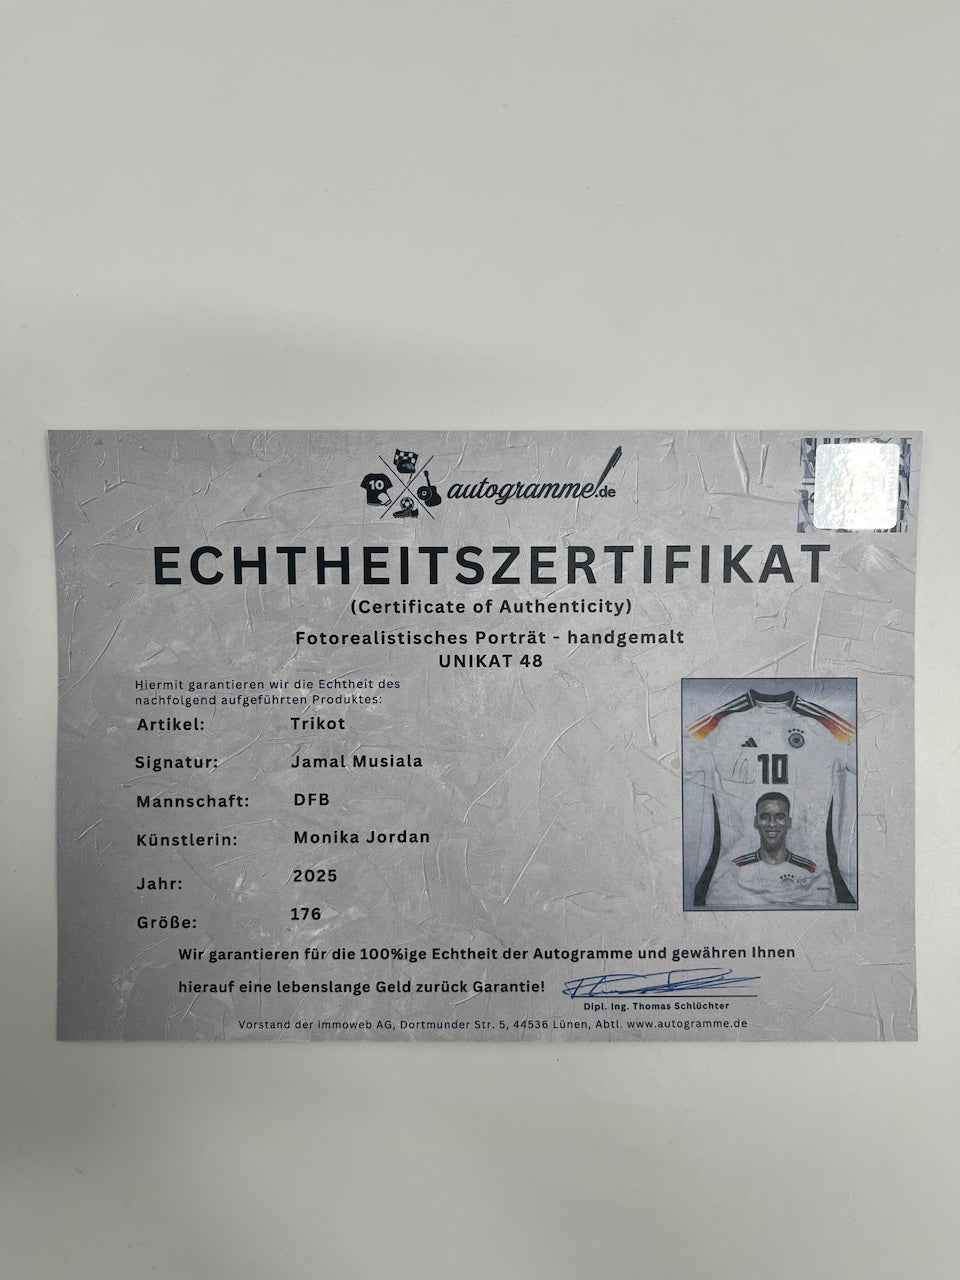 10
autogramme!.de
ECHTHEITSZERTIFIKAT
(Certificate of Authenticity)
Fotorealistisches Porträt - handgemalt
UNIKAT 48
Hiermit garantieren wir die Echtheit des
nachfolgend aufgeführten Produktes:
Artikel: Trikot
Signatur: Jamal Musiala
Mannschaft: DFB
Künstlerin: Monika Jordan
Jahr: 2025
Größe: 176
10
Wir garantieren für die 100%ige Echtheit der Autogramme und gewähren Ihnen
hierauf eine lebenslange Geld zurück Garantie!
Dipl. Ing. Thomas Schlüchter
Vorstand der immoweb AG, Dortmunder Str. 5, 44536 Lünen, Abtl. www.autogramme.de